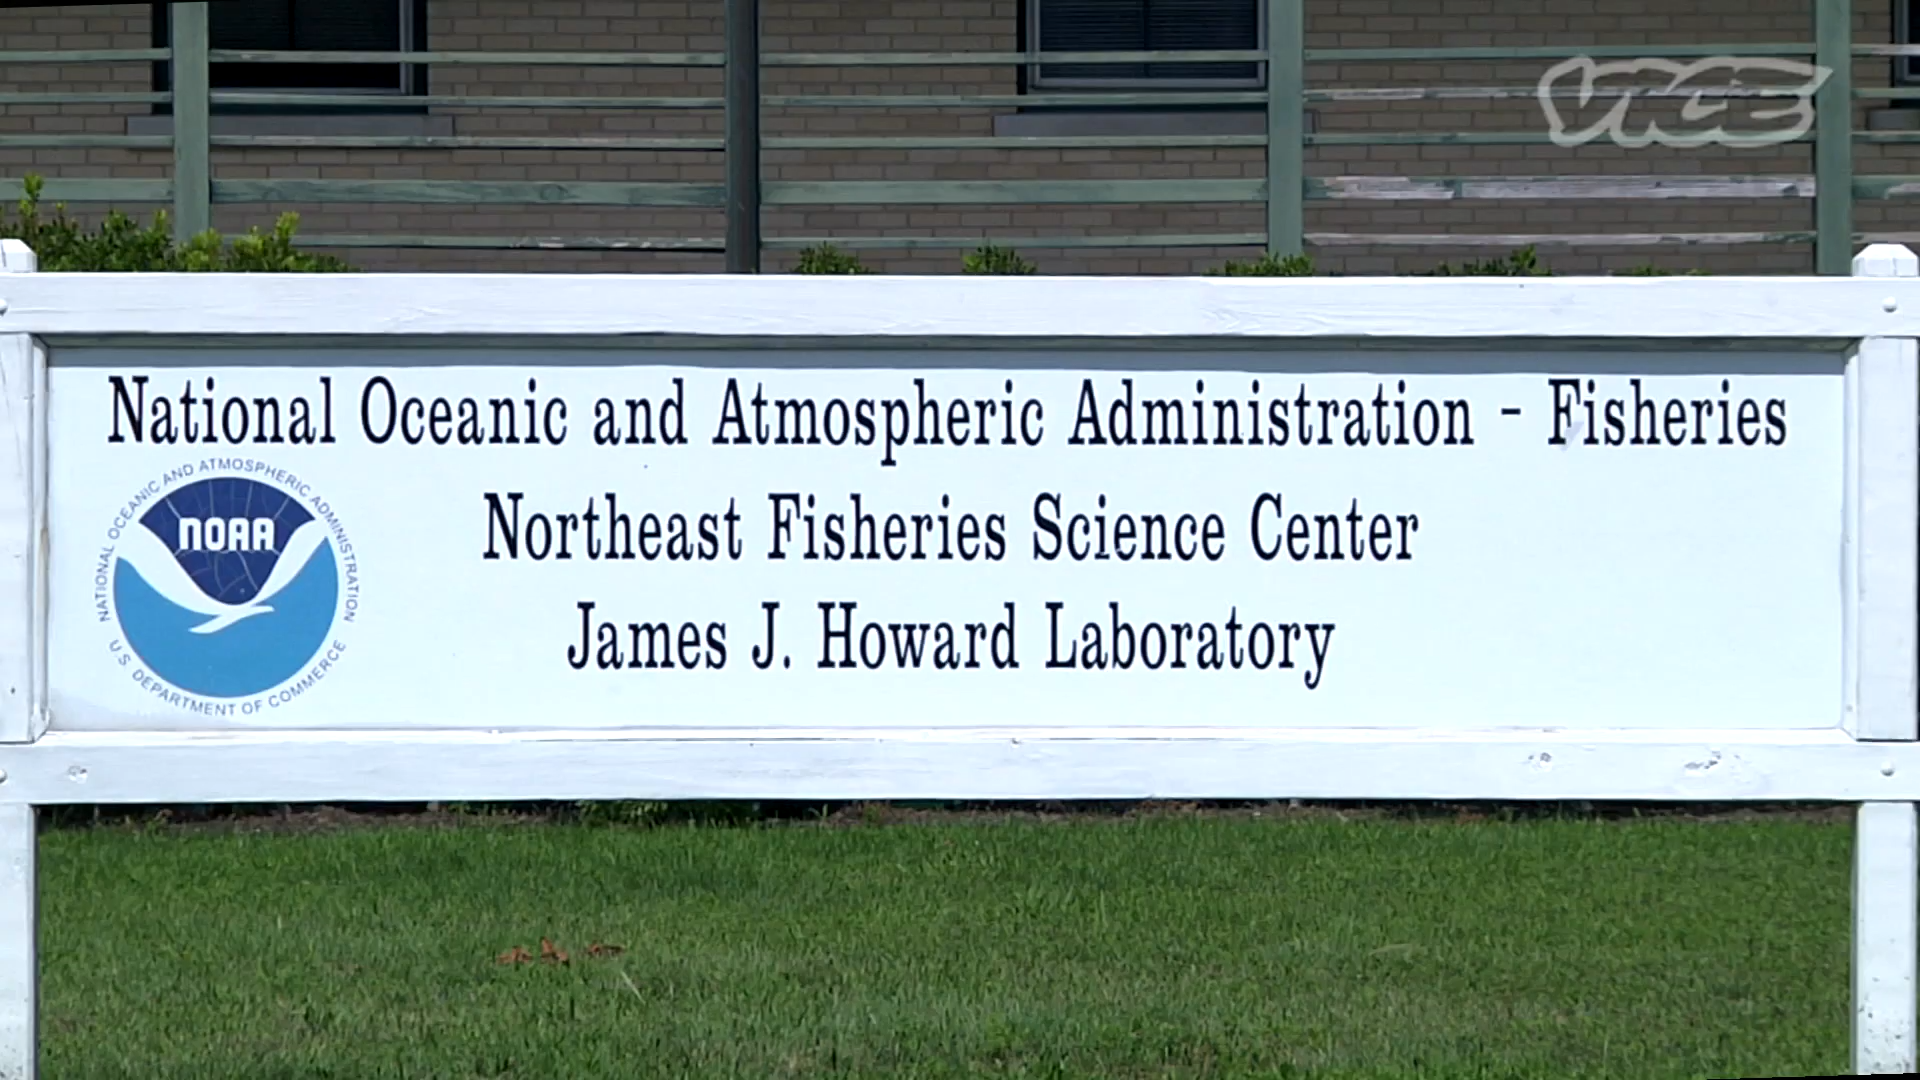 VICE
National Oceanic and Atmospheric Administration - Fisheries
NATIONAL OCEANIC AND ATMOSPHERIC ADMINISTRATION
NOAA
U.S. DEPARTMENT OF COMMERCE
Northeast Fisheries Science Center
James J. Howard Laboratory